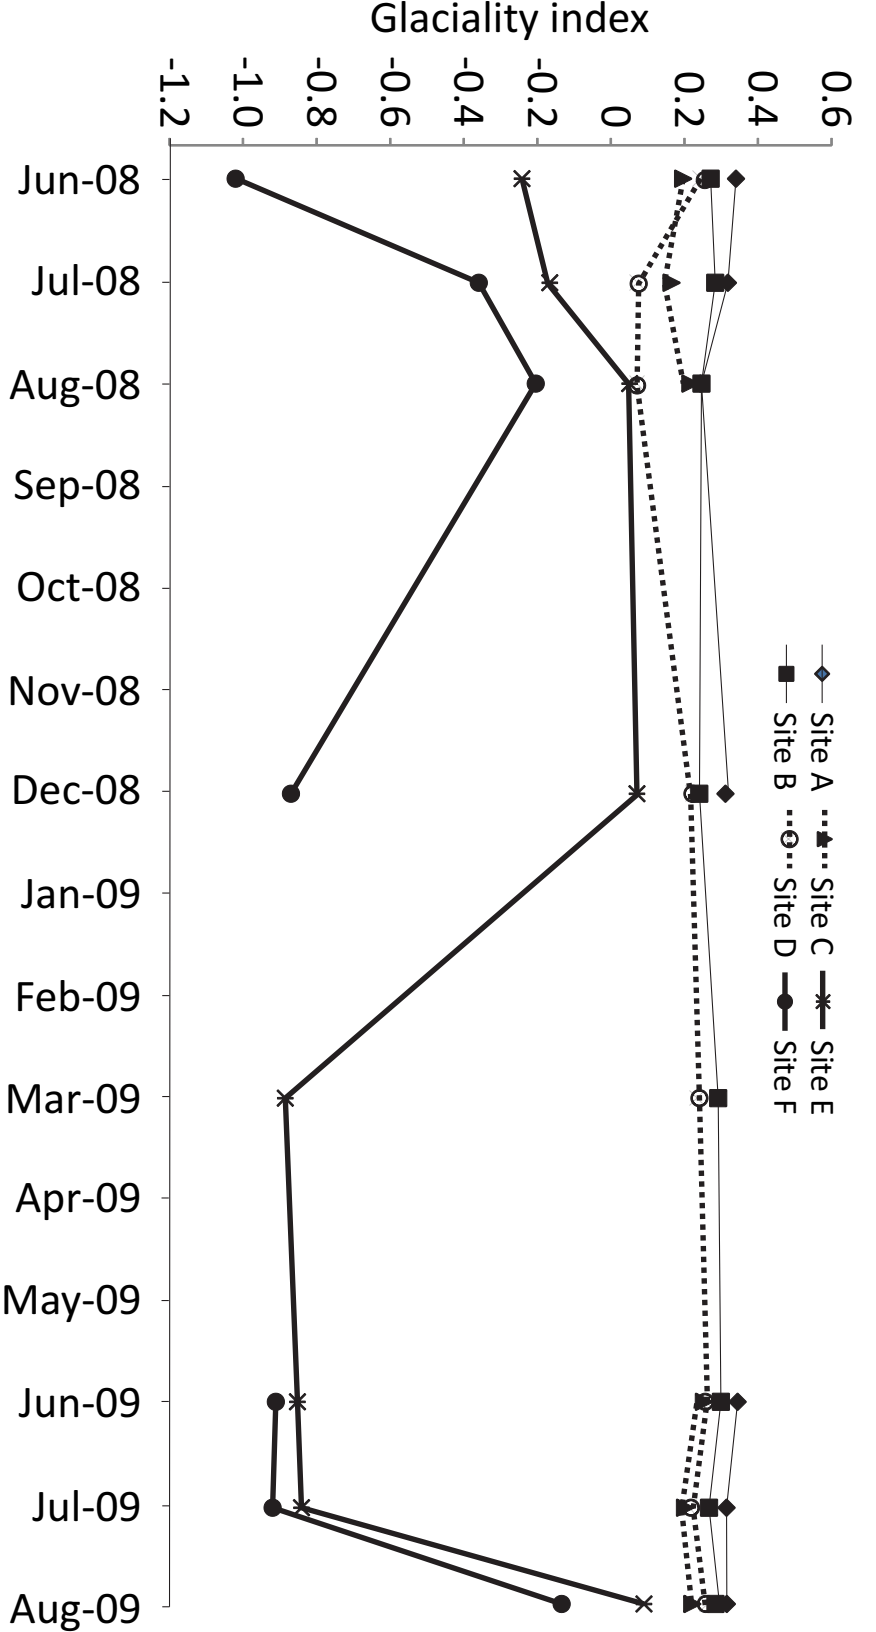 Glaciality index
-1.2
-1.0
-0.8
-0.6
-0.4
-0.2
0
0.2
0.4
0.6
Jun-08
Jul-08
Aug-08
Sep-08
Oct-08
Nov-08
Dec-08
Jan-09
Feb-09
Mar-09
Apr-09
May-09
Jun-09
Jul-09
Aug-09
Site A Site C Site E
Site B Site D Site F